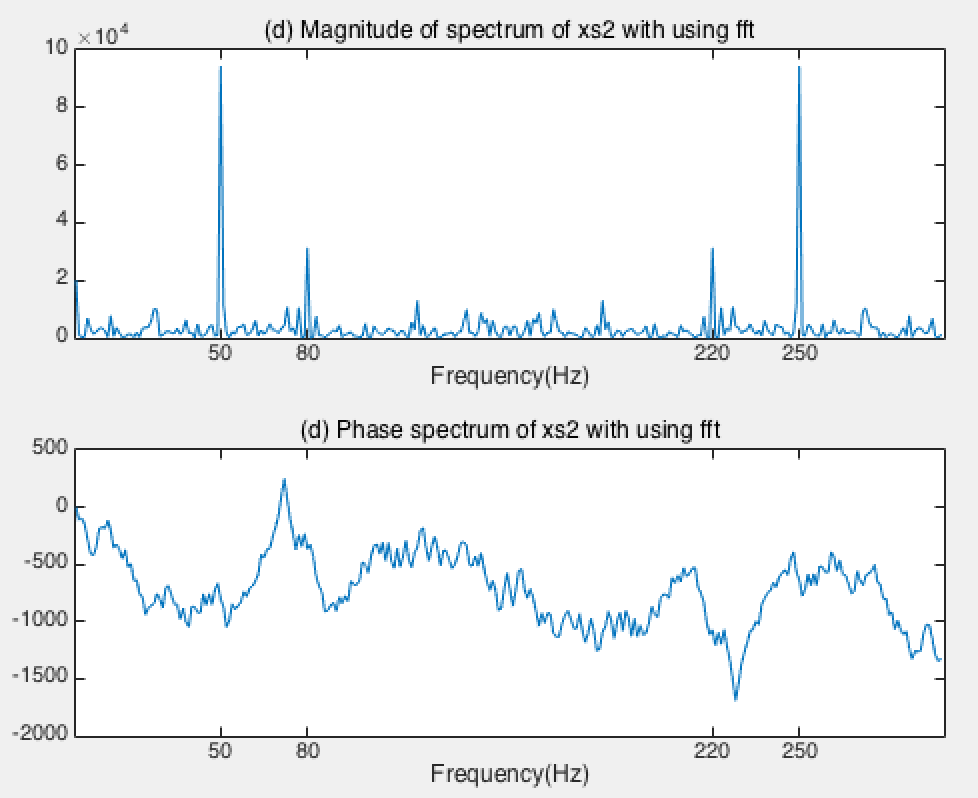 (d) Magnitude of spectrum of xs2 with using fft
×10⁴
10
8
6
4
2
0
50 80 220 250
Frequency(Hz)
(d) Phase spectrum of xs2 with using fft
500
0
-500
-1000
-1500
-2000
50 80 220 250
Frequency(Hz)